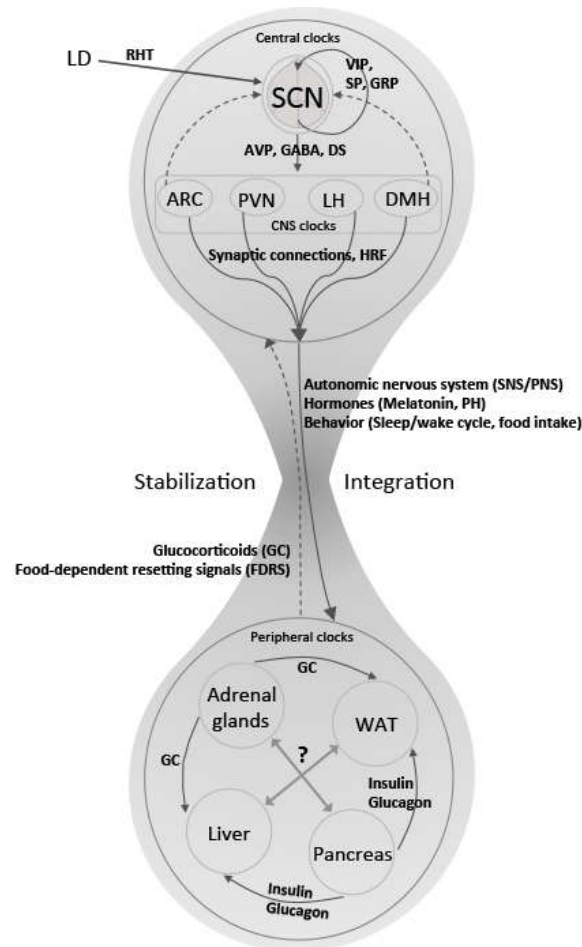 Central clocks
LD
RHT
VIP,
SP, GRP
SCN
AVP, GABA, DS
ARC
PVN
LH
DMH
CNS clocks
Synaptic connections, HRF
Autonomic nervous system (SNS/PNS)
Hormones (Melatonin, PH)
Behavior (Sleep/wake cycle, food intake)
Stabilization
Integration
Glucocorticoids (GC)
Food-dependent resetting signals (FDRS)
Peripheral clocks
GC
Adrenal
glands
WAT
?
GC
Insulin
Glucagon
Liver
Pancreas
Insulin
Glucagon